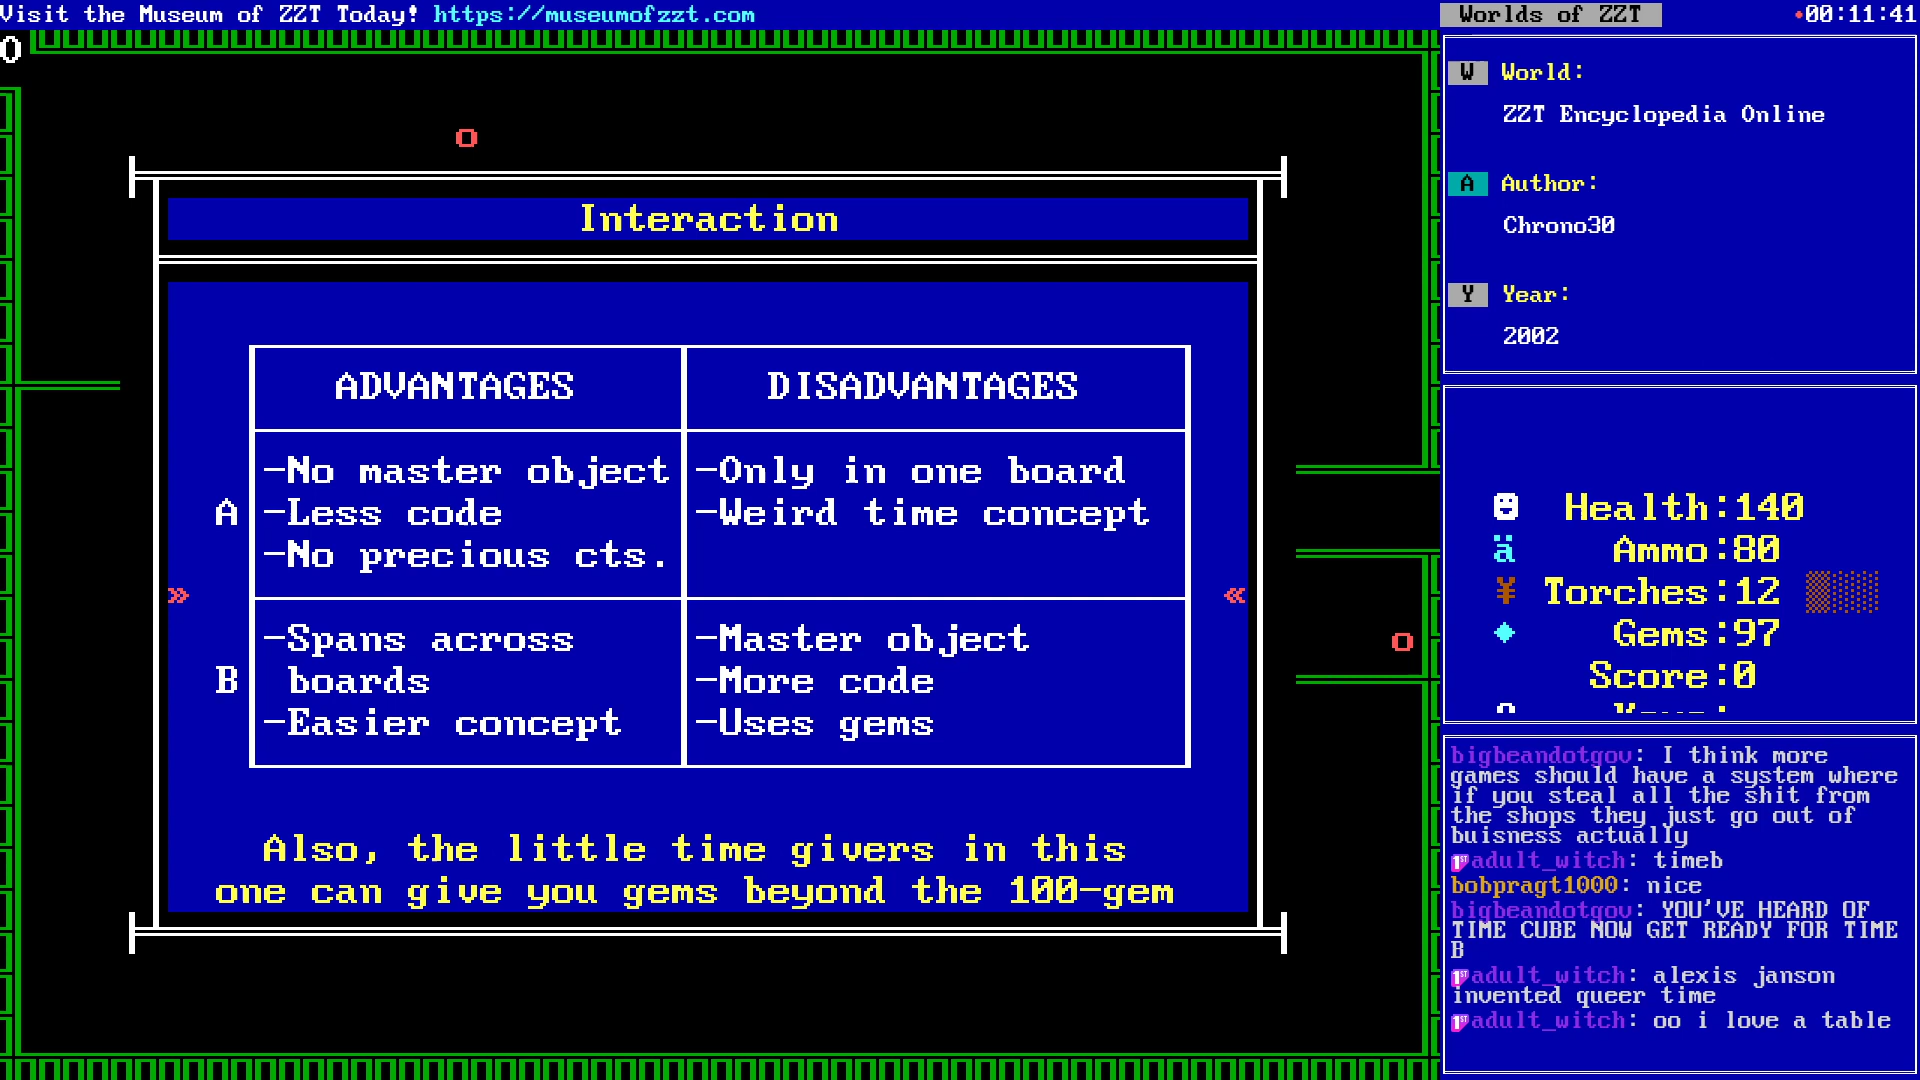 Visit the Museum of ZZT Today! https://museumofzzt.com
Worlds of ZZT
•00:11:41
W World:
ZZT Encyclopedia Online
A Author:
Chrono30
Y Year:
2002
Interaction
ADVANTAGES DISADVANTAGES
A
-No master object
-Less code
-No precious cts.
-Only in one board
-Weird time concept
» «
B
-Spans across
boards
-Easier concept
-Master object
-More code
-Uses gems
Also, the little time givers in this
one can give you gems beyond the 100-gem
Health:140
Ammo:80
Torches:12
Gems:97
Score:0
bigbeandotgov: I think more
games should have a system where
if you steal all the shit from
the shops they just go out of
buisness actually
1ST adult_witch: timeb
bobpragt1000: nice
bigbeandotgov: YOU'VE HEARD OF
TIME CUBE NOW GET READY FOR TIME
B
1ST adult_witch: alexis janson
invented queer time
1ST adult_witch: oo i love a table